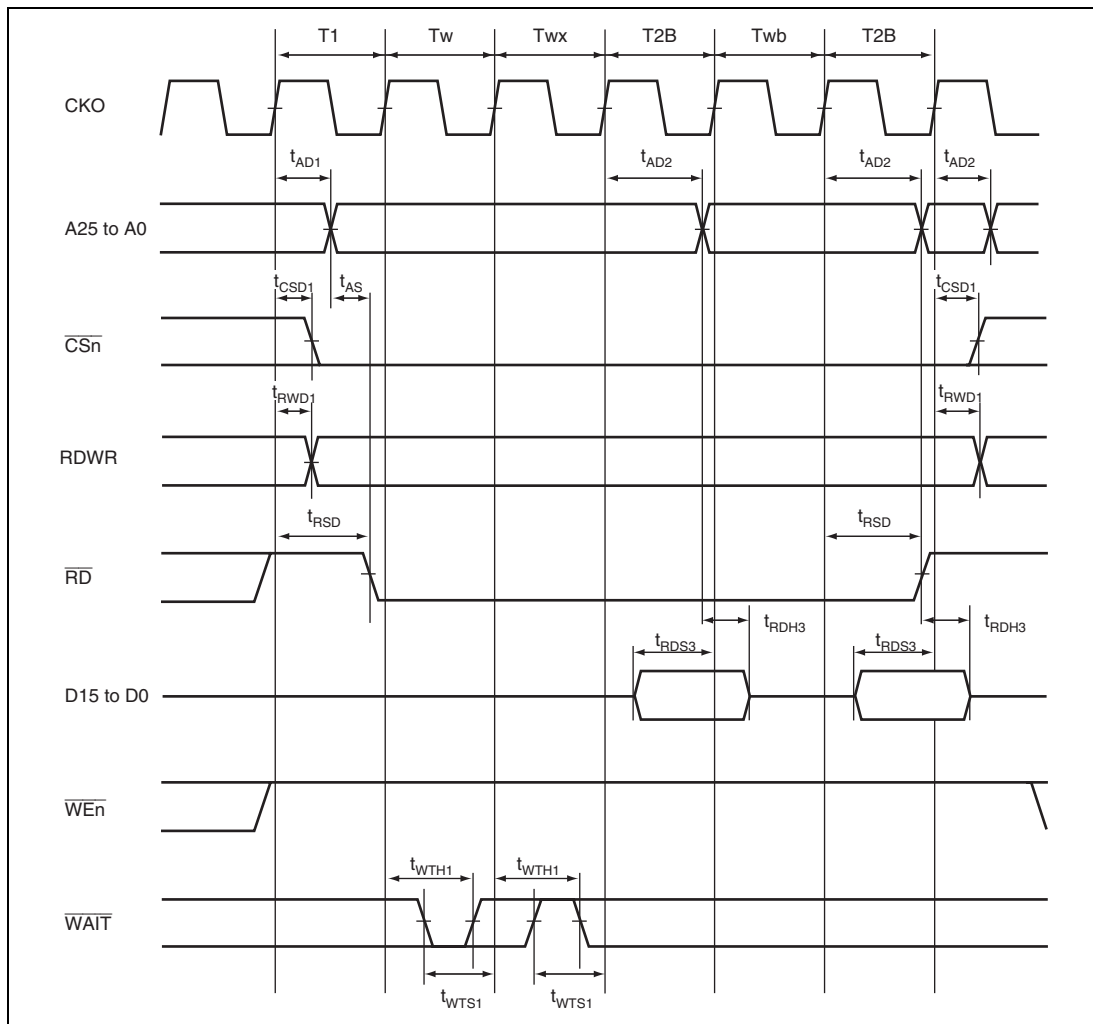 T1 Tw Twx T2B Twb T2B
CKO
tAD1 tAD2 tAD2 tAD2
A25 to A0
tCSD1 tAS tCSD1
CSn
tRWD1 tRWD1
RDWR
tRSD tRSD
RD
tRDH3 tRDH3
tRDS3 tRDS3
D15 to D0
WEn
tWTH1 tWTH1
WAIT
tWTS1 tWTS1